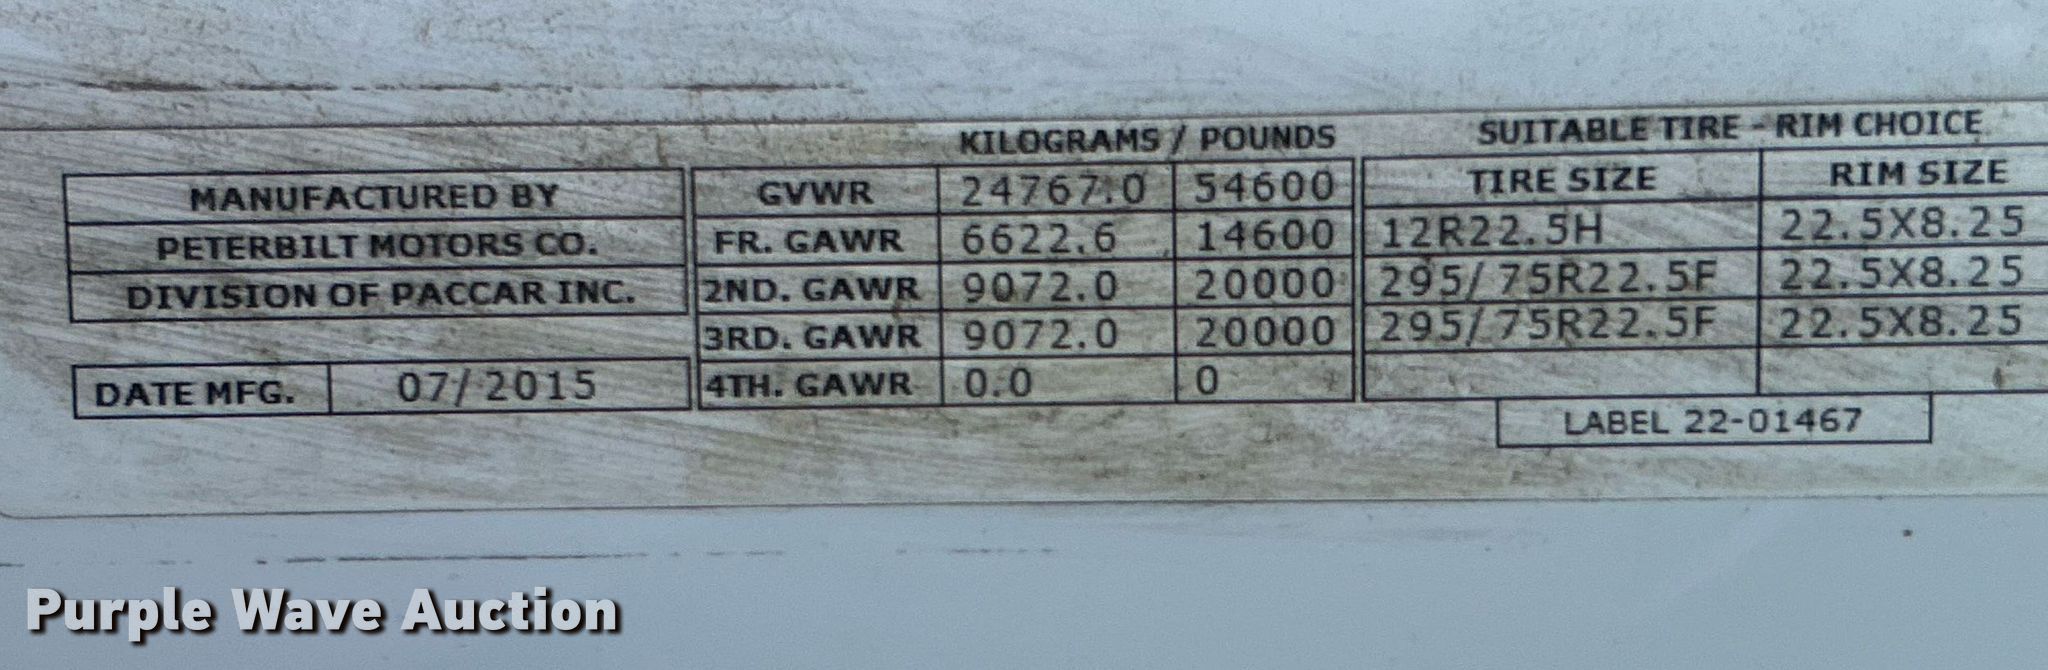 KILOGRAMS / POUNDS
SUITABLE TIRE - RIM CHOICE
MANUFACTURED BY
PETERBILT MOTORS CO.
DIVISION OF PACCAR INC.
DATE MFG. 07/2015
GVWR 24767.0 54600
FR. GAWR 6622.6 14600
2ND. GAWR 9072.0 20000
3RD. GAWR 9072.0 20000
4TH. GAWR 0.0 0
TIRE SIZE RIM SIZE
12R22.5H 22.5X8.25
295/75R22.5F 22.5X8.25
295/75R22.5F 22.5X8.25
LABEL 22-01467
Purple Wave Auction